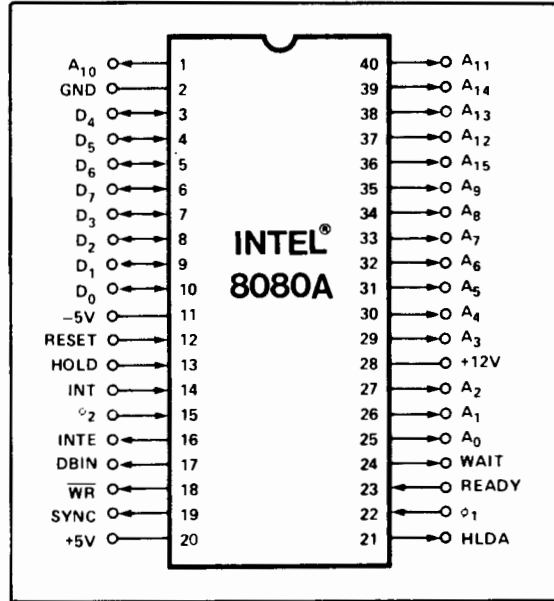 A10 1 40 A11
GND 2 39 A14
D4 3 38 A13
D5 4 37 A12
D6 5 36 A15
D7 6 35 A9
D3 7 34 A8
D2 8 33 A7
INTEL®
D1 9 32 A6
8080A
D0 10 31 A5
-5V 11 30 A4
RESET 12 29 A3
HOLD 13 28 +12V
INT 14 27 A2
φ2 15 26 A1
INTE 16 25 A0
DBIN 17 24 WAIT
W̅R̅ 18 23 READY
SYNC 19 22 φ1
+5V 20 21 HLDA